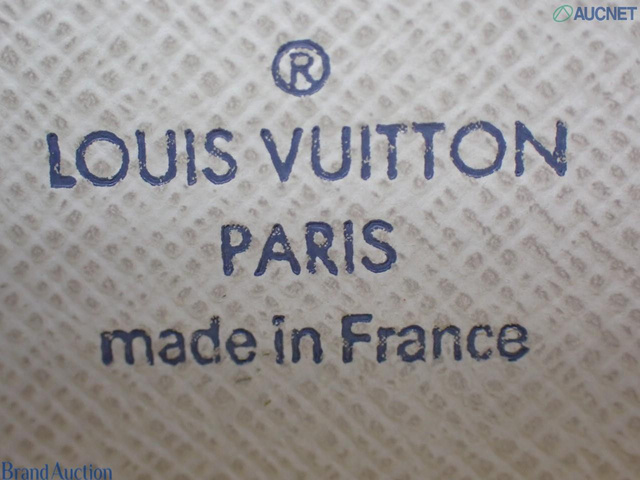 AUCNET
®
LOUIS VUITTON
PARIS
made in France
Brand Auction